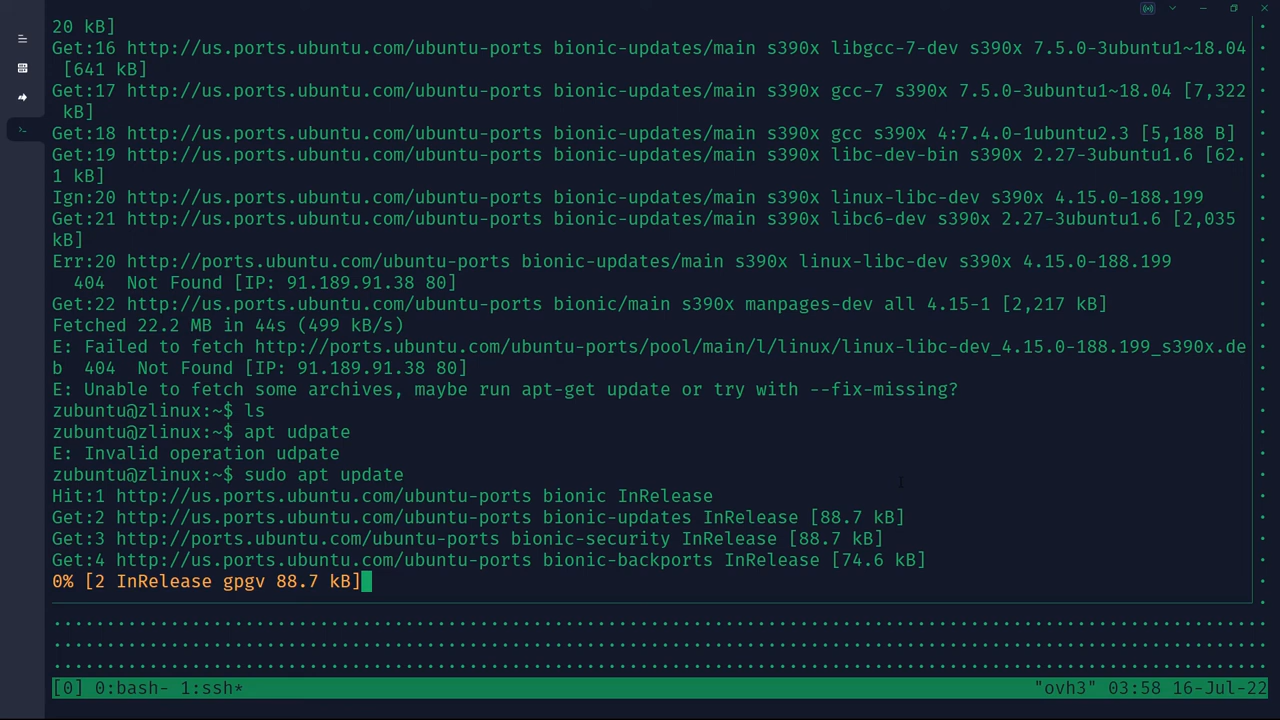 20 kB]
Get:16 http://us.ports.ubuntu.com/ubuntu-ports bionic-updates/main s390x libgcc-7-dev s390x 7.5.0-3ubuntu1~18.04
[641 kB]
Get:17 http://us.ports.ubuntu.com/ubuntu-ports bionic-updates/main s390x gcc-7 s390x 7.5.0-3ubuntu1~18.04 [7,322
kB]
Get:18 http://us.ports.ubuntu.com/ubuntu-ports bionic-updates/main s390x gcc s390x 4:7.4.0-1ubuntu2.3 [5,188 B]
Get:19 http://us.ports.ubuntu.com/ubuntu-ports bionic-updates/main s390x libc-dev-bin s390x 2.27-3ubuntu1.6 [62.
1 kB]
Ign:20 http://us.ports.ubuntu.com/ubuntu-ports bionic-updates/main s390x linux-libc-dev s390x 4.15.0-188.199
Get:21 http://us.ports.ubuntu.com/ubuntu-ports bionic-updates/main s390x libc6-dev s390x 2.27-3ubuntu1.6 [2,035
kB]
Err:20 http://ports.ubuntu.com/ubuntu-ports bionic-updates/main s390x linux-libc-dev s390x 4.15.0-188.199
404  Not Found [IP: 91.189.91.38 80]
Get:22 http://us.ports.ubuntu.com/ubuntu-ports bionic/main s390x manpages-dev all 4.15-1 [2,217 kB]
Fetched 22.2 MB in 44s (499 kB/s)
E: Failed to fetch http://ports.ubuntu.com/ubuntu-ports/pool/main/l/linux/linux-libc-dev_4.15.0-188.199_s390x.de
b  404  Not Found [IP: 91.189.91.38 80]
E: Unable to fetch some archives, maybe run apt-get update or try with --fix-missing?
zubuntu@zlinux:~$ ls
zubuntu@zlinux:~$ apt udpate
E: Invalid operation udpate
zubuntu@zlinux:~$ sudo apt update
Hit:1 http://us.ports.ubuntu.com/ubuntu-ports bionic InRelease
Get:2 http://us.ports.ubuntu.com/ubuntu-ports bionic-updates InRelease [88.7 kB]
Get:3 http://ports.ubuntu.com/ubuntu-ports bionic-security InRelease [88.7 kB]
Get:4 http://us.ports.ubuntu.com/ubuntu-ports bionic-backports InRelease [74.6 kB]
0% [2 InRelease gpgv 88.7 kB]
[0] 0:bash- 1:ssh* "ovh3" 03:58 16-Jul-22